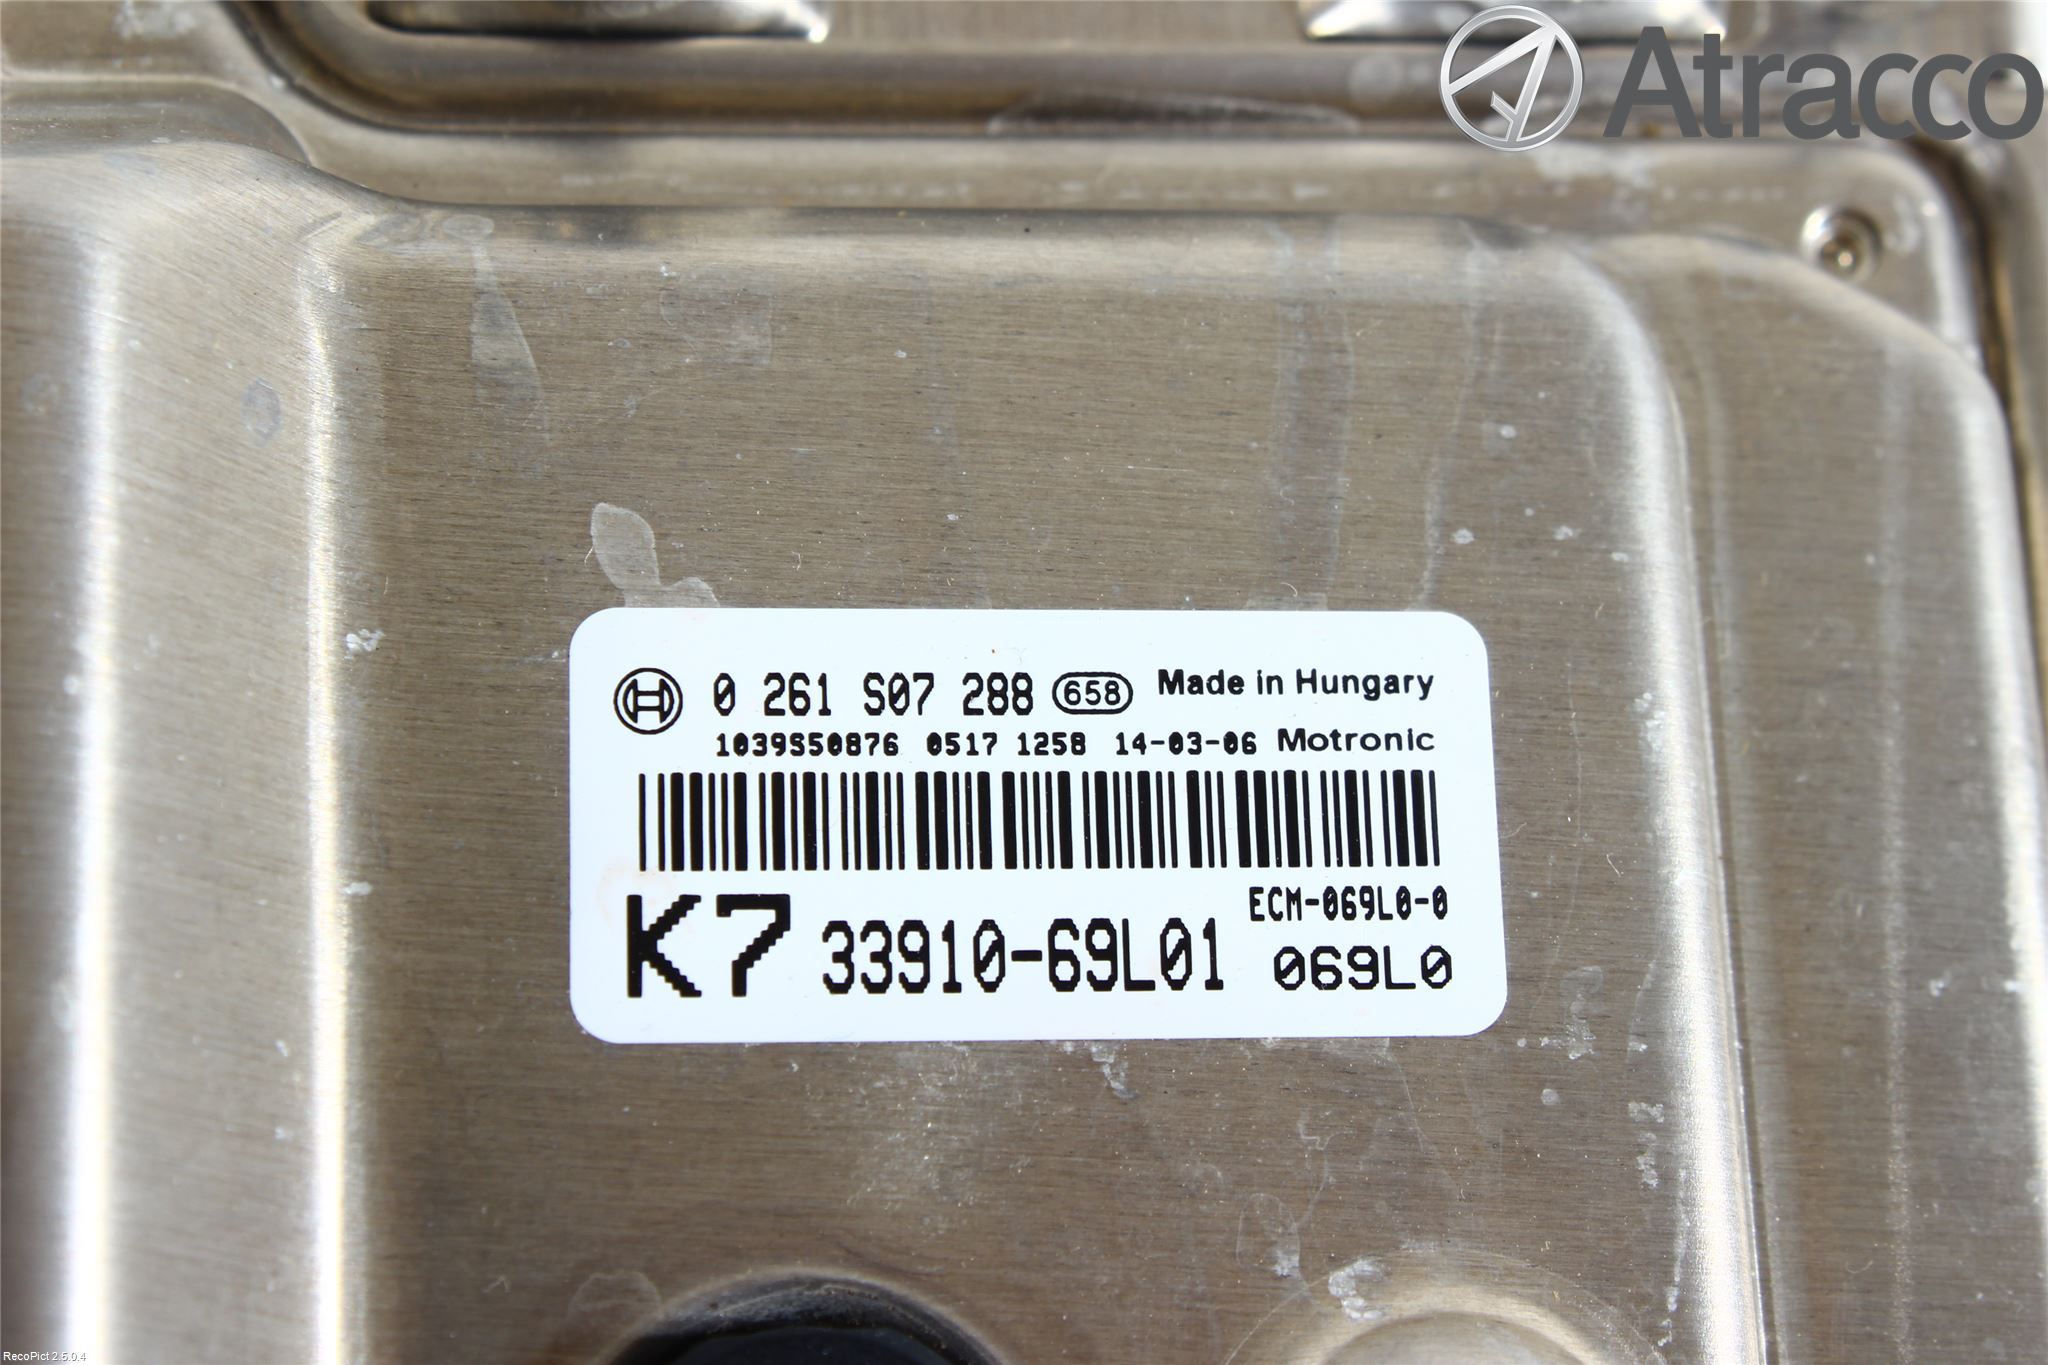 Atracco
0 261 S07 288 658 Made in Hungary
1039S50876 0517 1258 14-03-06 Motronic
ECM-069L0-0
K7 33910-69L01 069L0
RecoPict 2.5.0.4